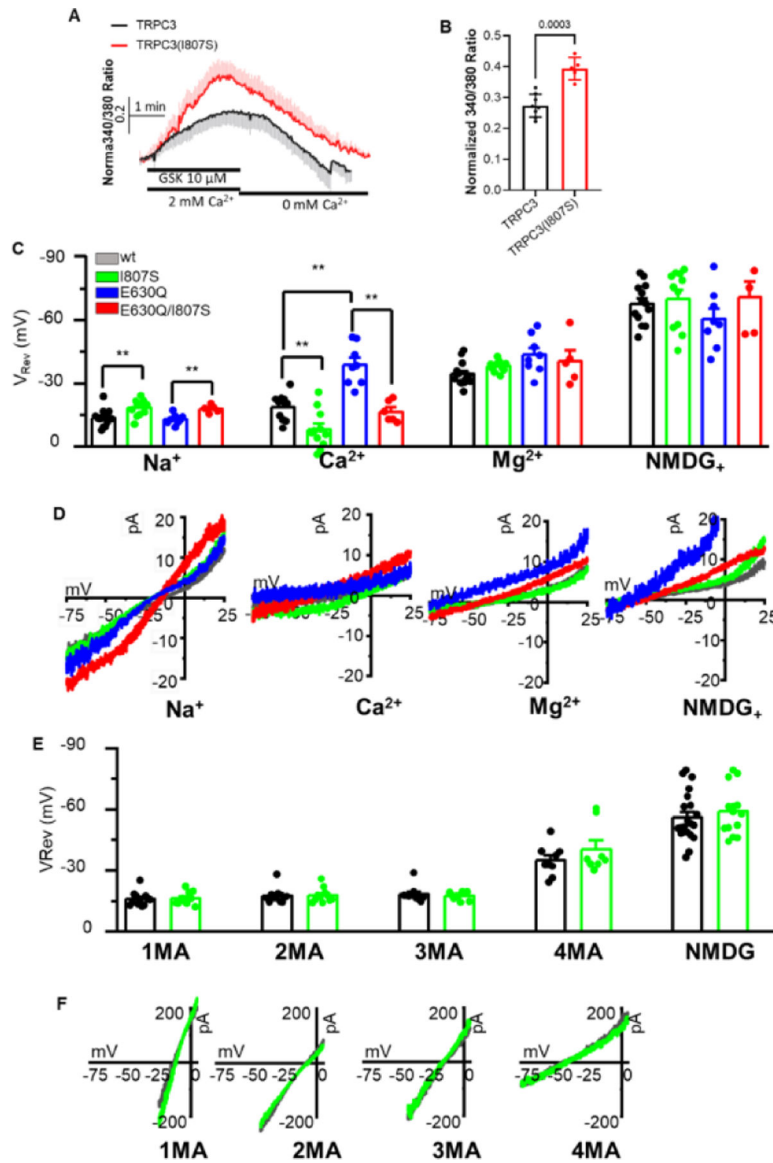 A
TRPC3
TRPC3(I807S)
Norma340/380 Ratio
0.2
1 min
GSK 10 µM
2 mM Ca²⁺
0 mM Ca²⁺
B
0.0003
Normalized 340/380 Ratio
0.5
0.4
0.3
0.2
0.1
0.0
TRPC3
TRPC3(I807S)
C
wt
I807S
E630Q
E630Q/I807S
V_Rev (mV)
-90
-60
-30
0
**
**
**
**
**
Na⁺
Ca²⁺
Mg²⁺
NMDG₊
D
pA
20
10
mV
-75
-50
-25
0
25
-10
-20
Na⁺
pA
20
10
mV
-75
-50
-25
0
25
-10
-20
Ca²⁺
pA
20
10
mV
-75
-50
-25
0
25
-10
-20
Mg²⁺
pA
20
10
mV
-75
-50
-25
0
25
-10
-20
NMDG₊
E
VRev (mV)
-90
-60
-30
0
1MA
2MA
3MA
4MA
NMDG
F
200
pA
mV
-75 -50 -25 0
-200
1MA
200
pA
mV
-75 -50 -25 0
-200
2MA
200
pA
mV
-75 -50 -25 0
-200
3MA
200
pA
mV
-75 -50 -25 0
-200
4MA